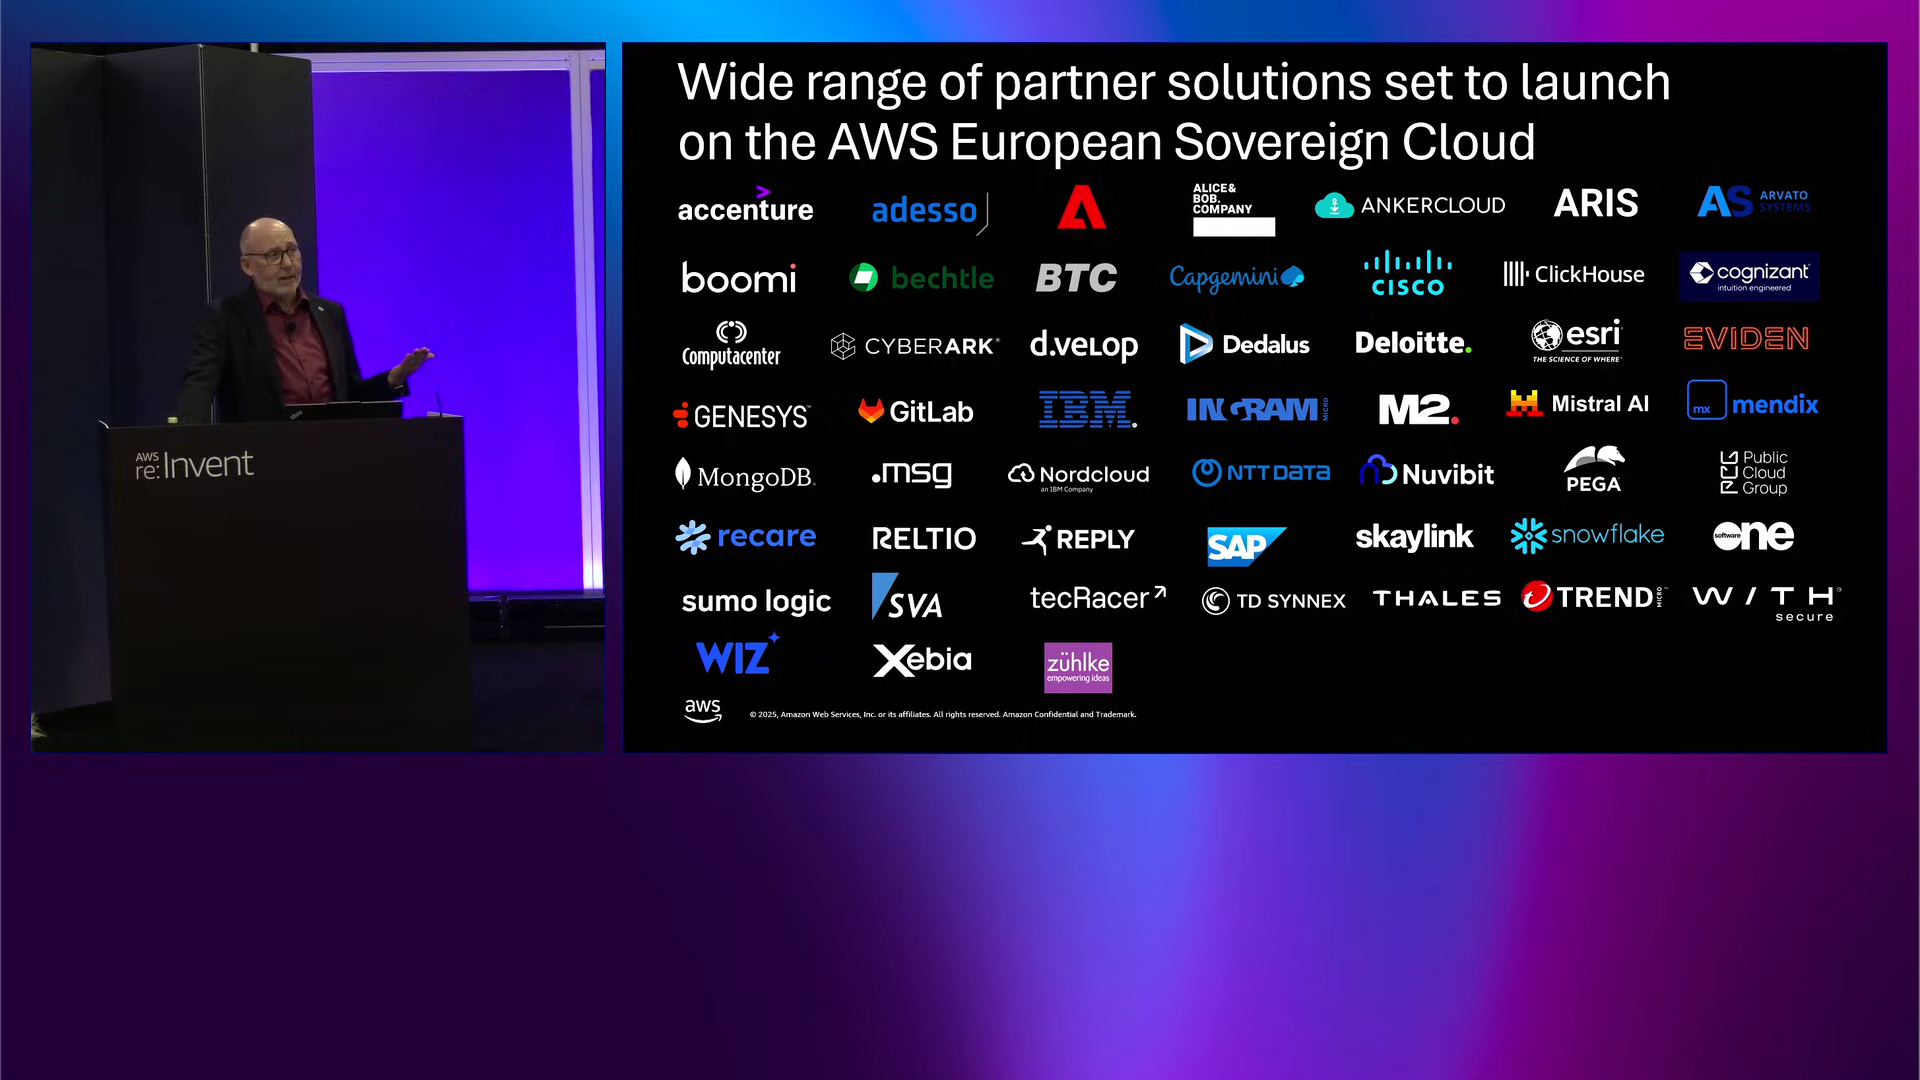 Wide range of partner solutions set to launch
on the AWS European Sovereign Cloud
accenture
adesso
ALICE&
BOB.
COMPANY
ANKERCLOUD
ARIS
AS ARVATO
SYSTEMS
boomi
bechtle
BTC
Capgemini
CISCO
ClickHouse
cognizant
intuition engineered
Computacenter
CYBERARK®
d.velop
Dedalus
Deloitte.
esri
THE SCIENCE OF WHERE
EVIDEN
GENESYS™
GitLab
IBM®
INGRAM MICRO
M2.
Mistral AI
mx mendix
MongoDB®
.msg
Nordcloud
an IBM Company
NTT DATA
Nuvibit
PEGA
PCG Public
Cloud
Group
recare
RELTIO
REPLY
SAP
skaylink
snowflake
software one
sumo logic
SVA
tecRacer
TD SYNNEX
THALES
TREND MICRO™
W / TH®
secure
WIZ
Xebia
zühlke
empowering ideas
aws
© 2025, Amazon Web Services, Inc. or its affiliates. All rights reserved. Amazon Confidential and Trademark.
AWS
re:Invent